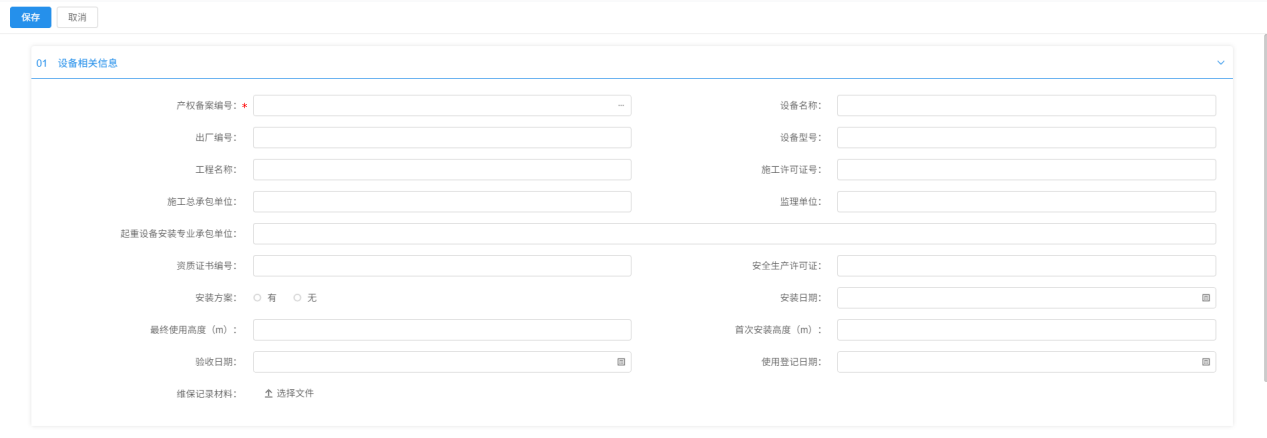 保存 取消
01 设备相关信息
产权备案编号： * 设备名称：
出厂编号： 设备型号：
工程名称： 施工许可证号：
施工总承包单位： 监理单位：
起重设备安装专业承包单位：
资质证书编号： 安全生产许可证：
安装方案： 有 无 安装日期：
最终使用高度（m）： 首次安装高度（m）：
验收日期： 使用登记日期：
维保记录材料： 选择文件